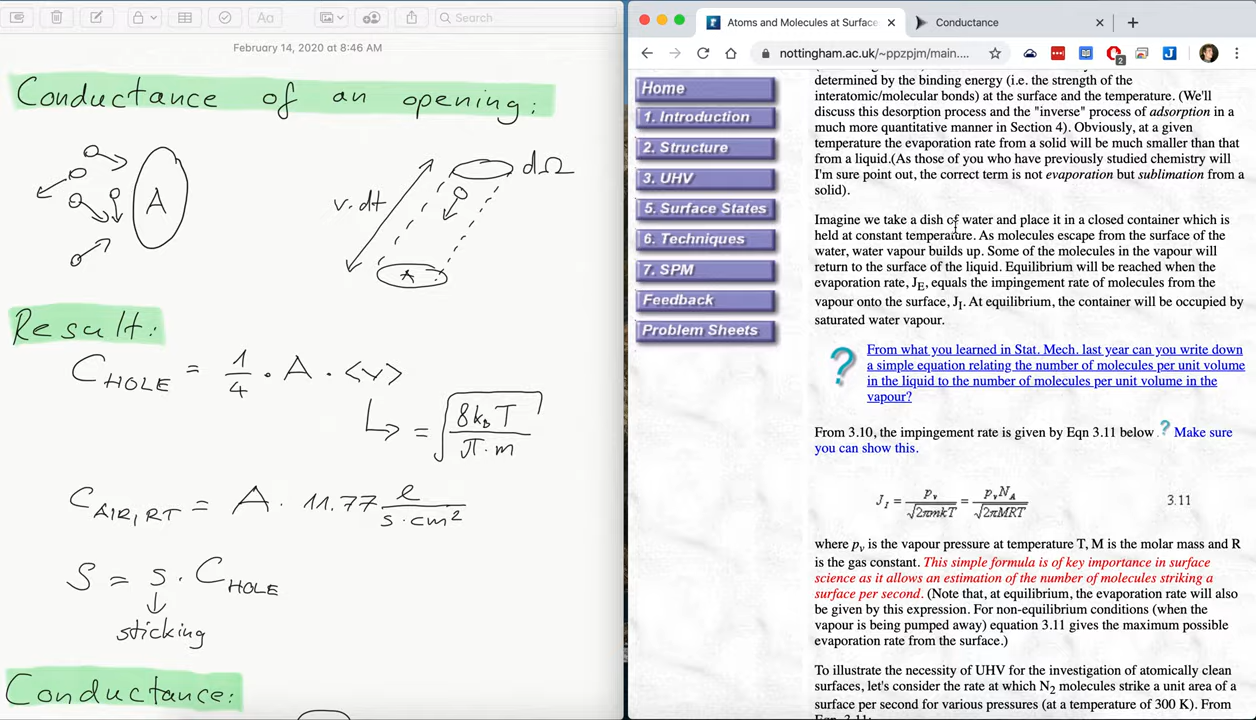 Search
February 14, 2020 at 8:46 AM
Conductance of an opening:
A
v·dt
dΩ
A
Result:
C HOLE = 1/4 · A · <v>
= √(8k_B T / π·m)
C AIR, RT = A · 11.77 l / s·cm²
S = s · C HOLE
sticking
Conductance:
Atoms and Molecules at Surface
Conductance
nottingham.ac.uk/~ppzpjm/main....
2
Home
1. Introduction
2. Structure
3. UHV
5. Surface States
6. Techniques
7. SPM
Feedback
Problem Sheets
determined by the binding energy (i.e. the strength of the
interatomic/molecular bonds) at the surface and the temperature. (We'll
discuss this desorption process and the "inverse" process of adsorption in a
much more quantitative manner in Section 4). Obviously, at a given
temperature the evaporation rate from a solid will be much smaller than that
from a liquid.(As those of you who have previously studied chemistry will
I'm sure point out, the correct term is not evaporation but sublimation from a
solid).
Imagine we take a dish of water and place it in a closed container which is
held at constant temperature. As molecules escape from the surface of the
water, water vapour builds up. Some of the molecules in the vapour will
return to the surface of the liquid. Equilibrium will be reached when the
evaporation rate, J_E, equals the impingement rate of molecules from the
vapour onto the surface, J_I. At equilibrium, the container will be occupied by
saturated water vapour.
From what you learned in Stat. Mech. last year can you write down
a simple equation relating the number of molecules per unit volume
in the liquid to the number of molecules per unit volume in the
vapour?
From 3.10, the impingement rate is given by Eqn 3.11 below. ? Make sure
you can show this.
J_I = p_v / √(2πmkT) = p_v N_A / √(2πMRT) 3.11
where p_v is the vapour pressure at temperature T, M is the molar mass and R
is the gas constant. This simple formula is of key importance in surface
science as it allows an estimation of the number of molecules striking a
surface per second. (Note that, at equilibrium, the evaporation rate will also
be given by this expression. For non-equilibrium conditions (when the
vapour is being pumped away) equation 3.11 gives the maximum possible
evaporation rate from the surface.)
To illustrate the necessity of UHV for the investigation of atomically clean
surfaces, let's consider the rate at which N₂ molecules strike a unit area of a
surface per second for various pressures (at a temperature of 300 K). From
Eqn. 3.11: